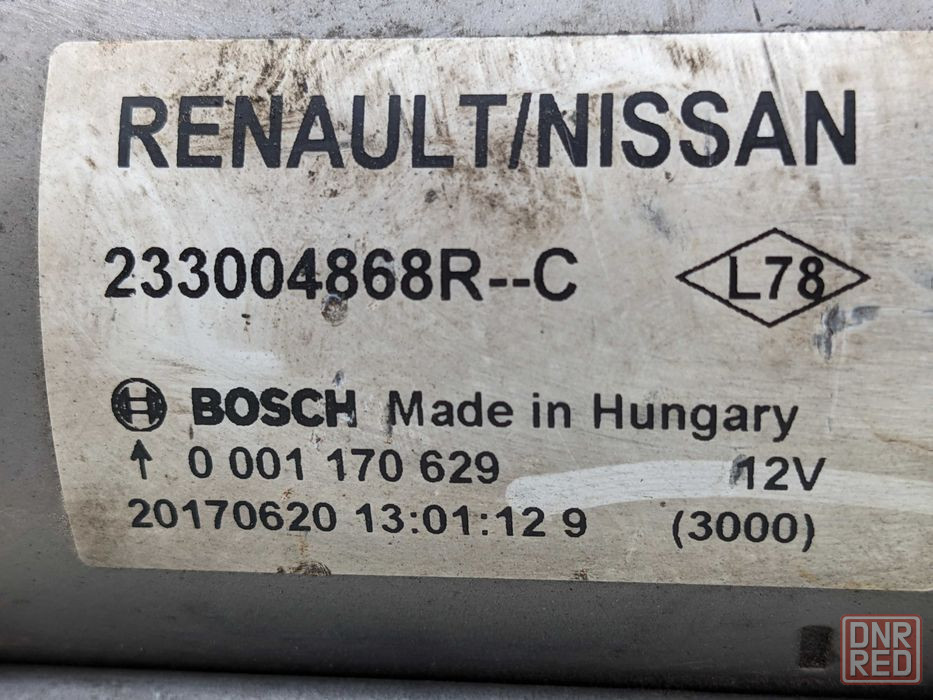 RENAULT/NISSAN
233004868R--C
L78
BOSCH Made in Hungary
↑ 0 001 170 629 12V
20170620 13:01:12 9 (3000)
DNR
RED